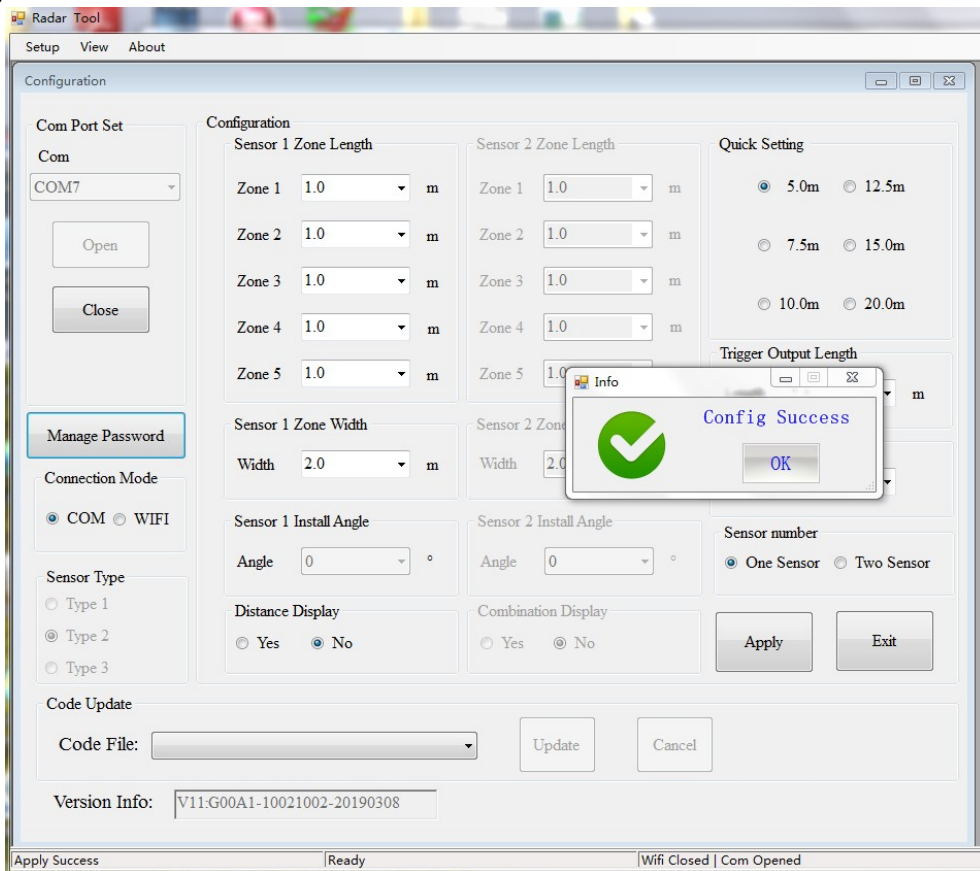 Radar Tool
Setup View About
Configuration
Com Port Set
Com
COM7
Open
Close
Manage Password
Connection Mode
COM WIFI
Sensor Type
Type 1
Type 2
Type 3
Configuration
Sensor 1 Zone Length
Zone 1 1.0 m
Zone 2 1.0 m
Zone 3 1.0 m
Zone 4 1.0 m
Zone 5 1.0 m
Sensor 1 Zone Width
Width 2.0 m
Sensor 1 Install Angle
Angle 0 °
Distance Display
Yes No
Sensor 2 Zone Length
Zone 1 1.0 m
Zone 2 1.0 m
Zone 3 1.0 m
Zone 4 1.0 m
Zone 5 1.0
Sensor 2 Zone
Width 2.0
Sensor 2 Install Angle
Angle 0 °
Combination Display
Yes No
Quick Setting
5.0m 12.5m
7.5m 15.0m
10.0m 20.0m
Trigger Output Length
m
Info
Config Success
OK
Sensor number
One Sensor Two Sensor
Apply Exit
Code Update
Code File: Update Cancel
Version Info: V11:G00A1-10021002-20190308
Apply Success Ready Wifi Closed | Com Opened